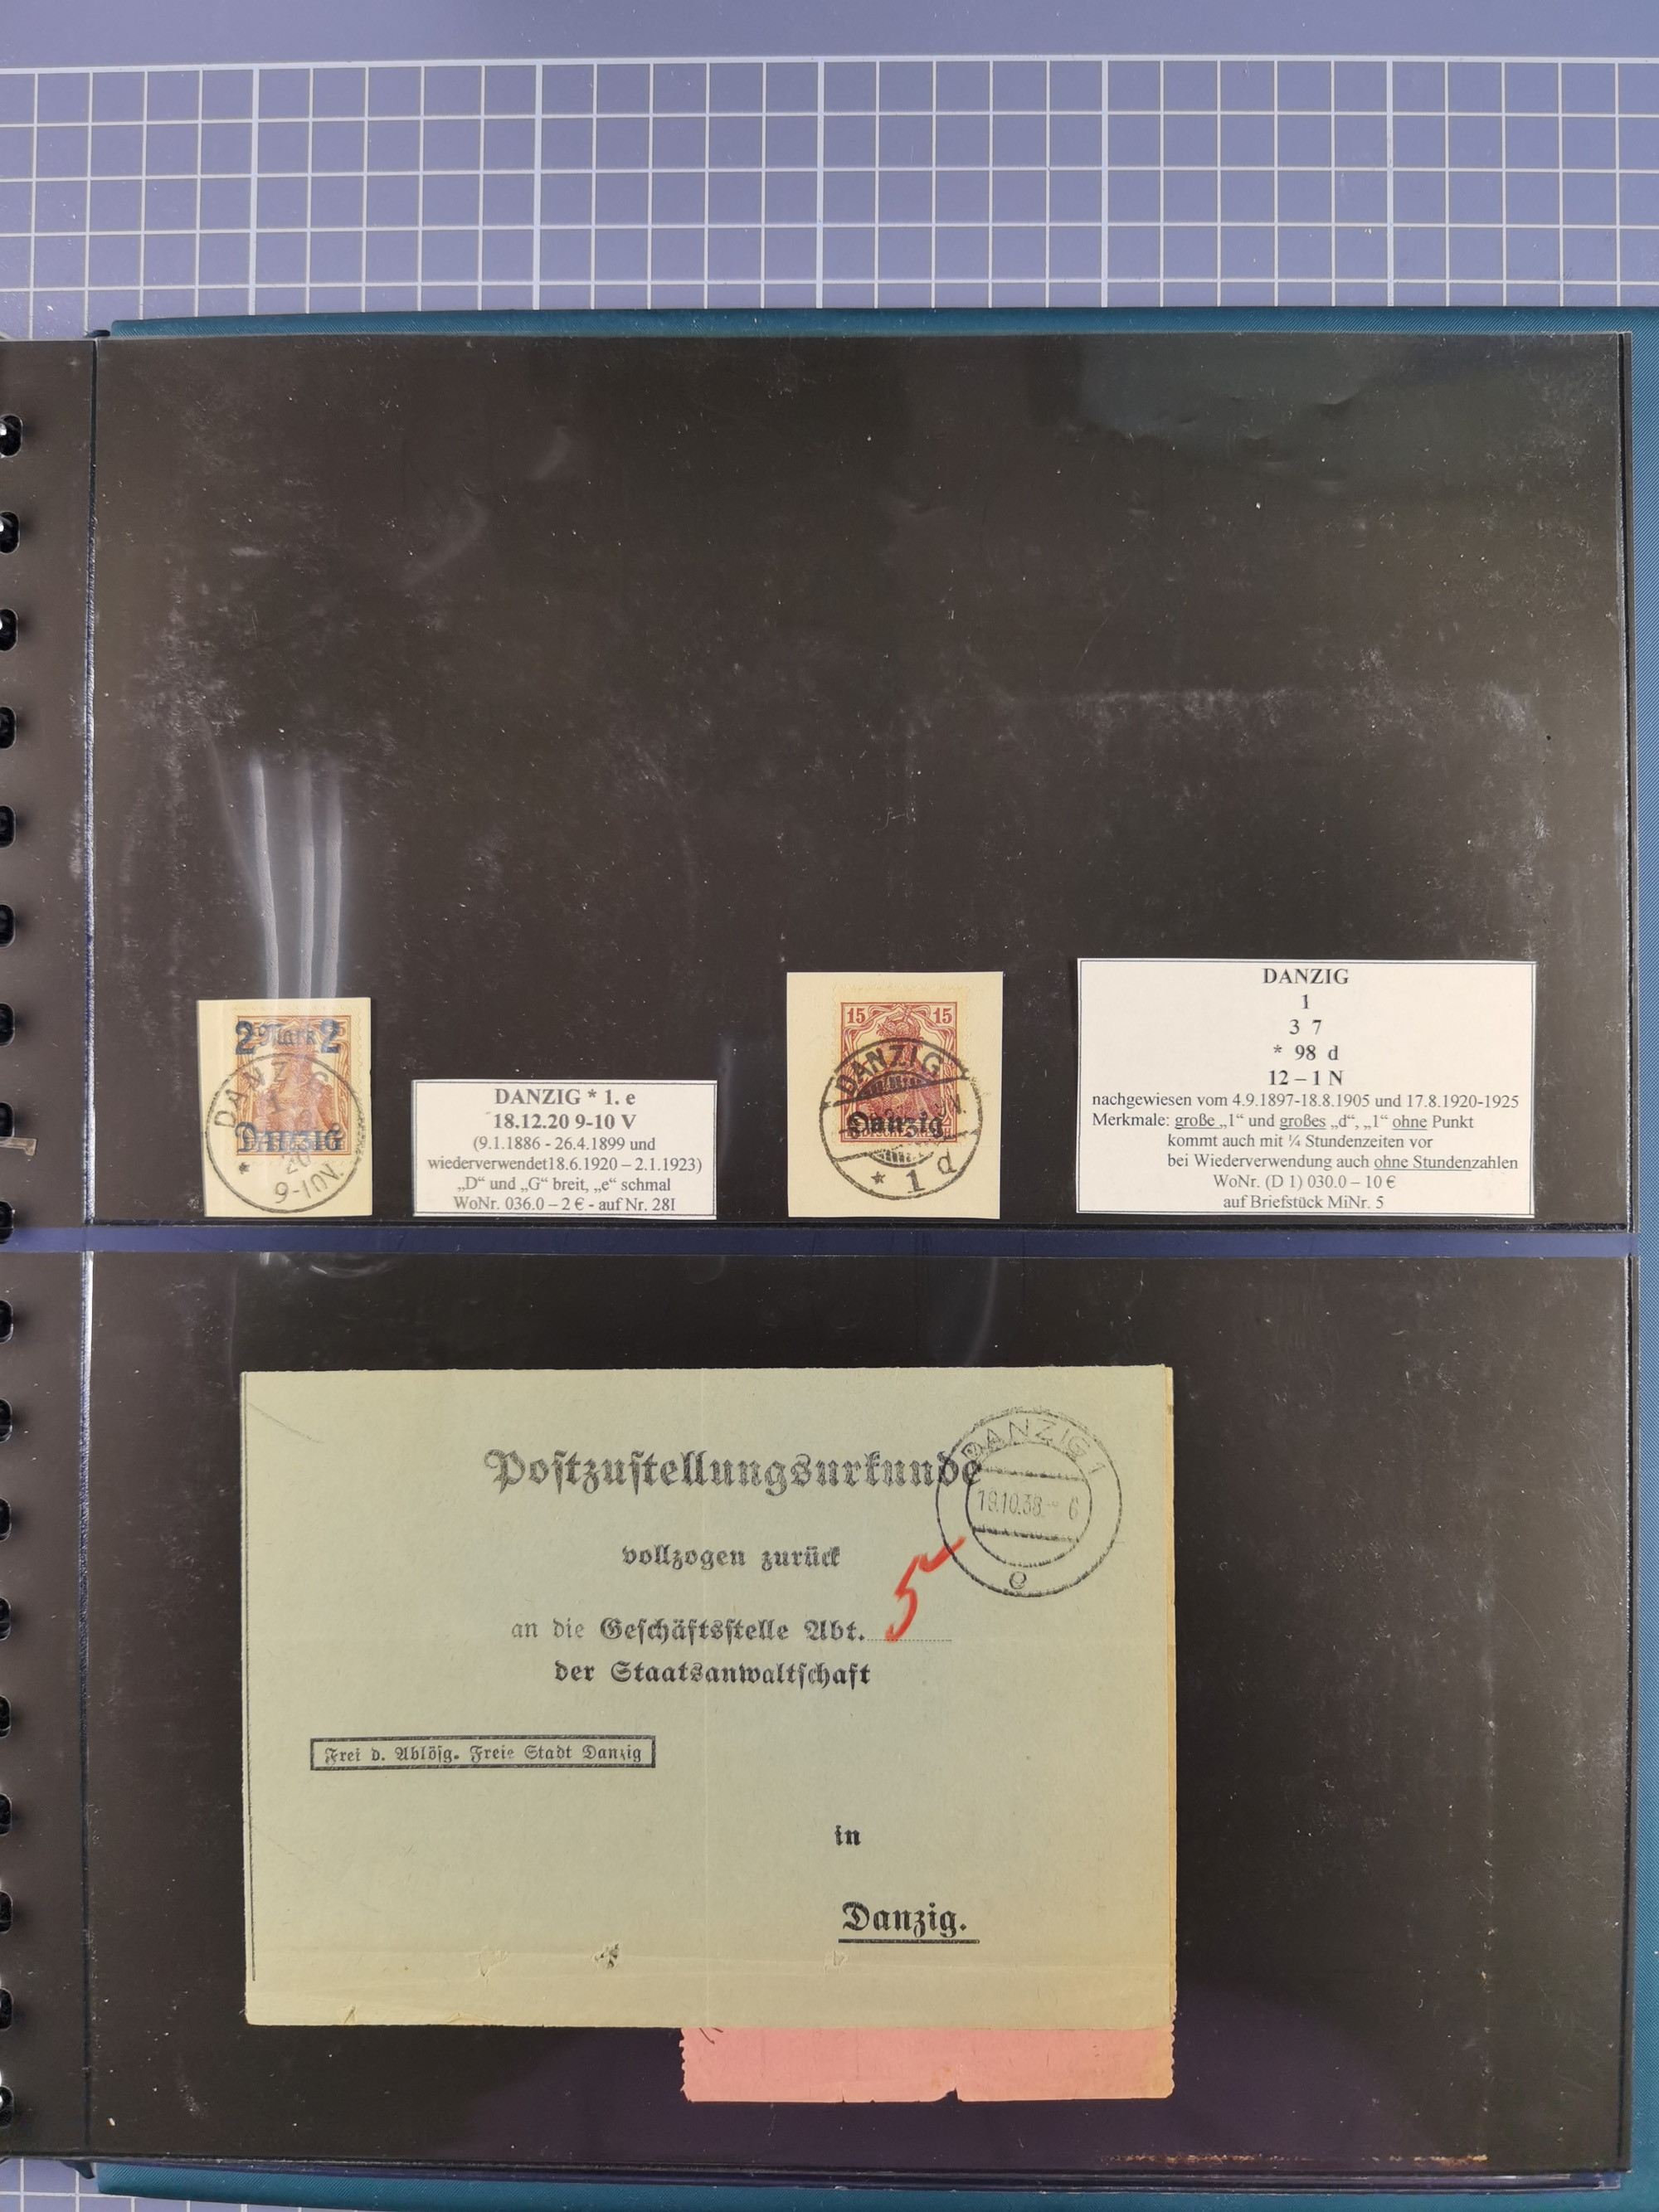 2 Mark 2
DANZIG
1
20
Danzig
* 9-10V.
DANZIG * 1. e
18.12.20 9-10 V
(9.1.1886 - 26.4.1899 und
wiederverwendet18.6.1920 – 2.1.1923)
„D“ und „G“ breit, „e“ schmal
WoNr. 036.0 – 2 € - auf Nr. 28I
15 15
DANZIG
Danzig
* 1 d
DANZIG
1
3 7
* 98 d
12 – 1 N
nachgewiesen vom 4.9.1897-18.8.1905 und 17.8.1920-1925
Merkmale: große „1“ und großes „d“, „1“ ohne Punkt
kommt auch mit ¼ Stundenzeiten vor
bei Wiederverwendung auch ohne Stundenzahlen
WoNr. (D 1) 030.0 – 10 €
auf Briefstück MiNr. 5
DANZIG 1
Postzustellungsurkunde
19.10.38.- 6
vollzogen zurück
e
an die Geschäftsstelle Abt. 5
der Staatsanwaltschaft
Frei d. Ablösg. Freie Stadt Danzig
in
Danzig.